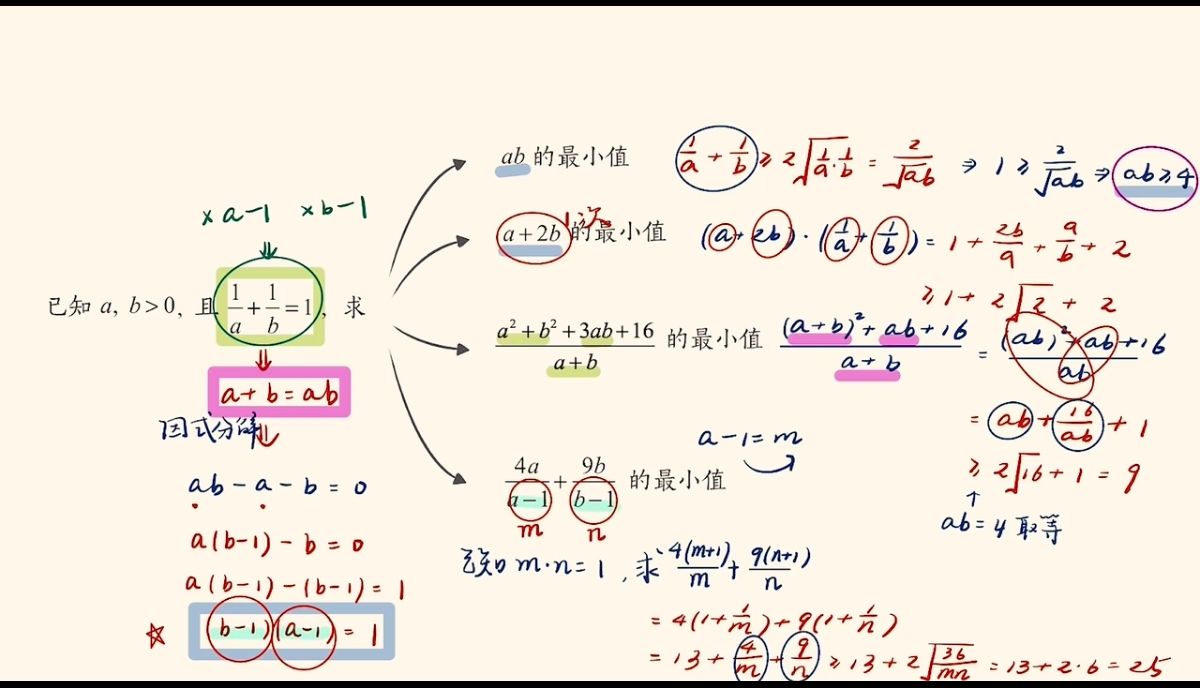 ×a-1 ×b-1
⇓
已知 a, b>0, 且 1/a + 1/b = 1, 求
⇓
a+b=ab
因式分解 ⇓
ab-a-b=0
a(b-1)-b=0
a(b-1)-(b-1)=1
☆ (b-1)(a-1)=1
ab 的最小值 1/a + 1/b ≥ 2√(1/a·1/b) = 2/√ab ⇒ 1 ≥ 2/√ab ⇒ ab≥4
1次
a+2b 的最小值 (a+2b)·(1/a+1/b) = 1 + 2b/a + a/b + 2
≥ 1 + 2√2 + 2
(a²+b²+3ab+16)/(a+b) 的最小值 ((a+b)²+ab+16)/(a+b) = ((ab)²+ab+16)/ab
= ab + 16/ab + 1
≥ 2√16 + 1 = 9
↑
ab=4 取等
a-1=m
4a/(a-1) + 9b/(b-1) 的最小值
m n
已知 m·n=1, 求 4(m+1)/m + 9(n+1)/n
= 4(1+1/m)+9(1+1/n)
= 13 + 4/m + 9/n ≥ 13 + 2√(36/mn) = 13+2·6 = 25